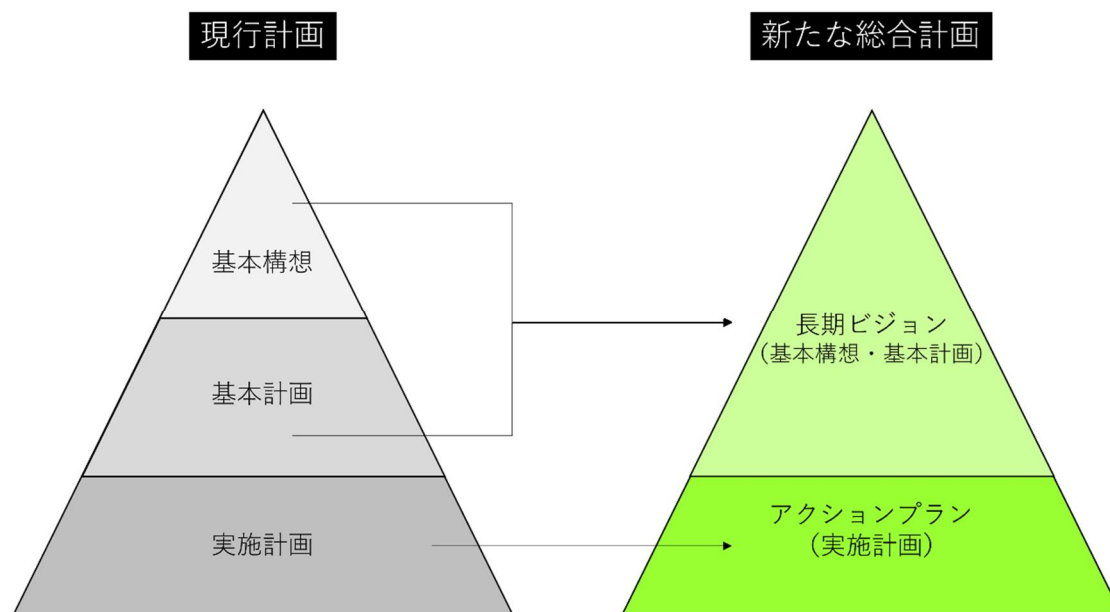 現行計画
新たな総合計画
基本構想
基本計画
実施計画
長期ビジョン
（基本構想・基本計画）
アクションプラン
（実施計画）